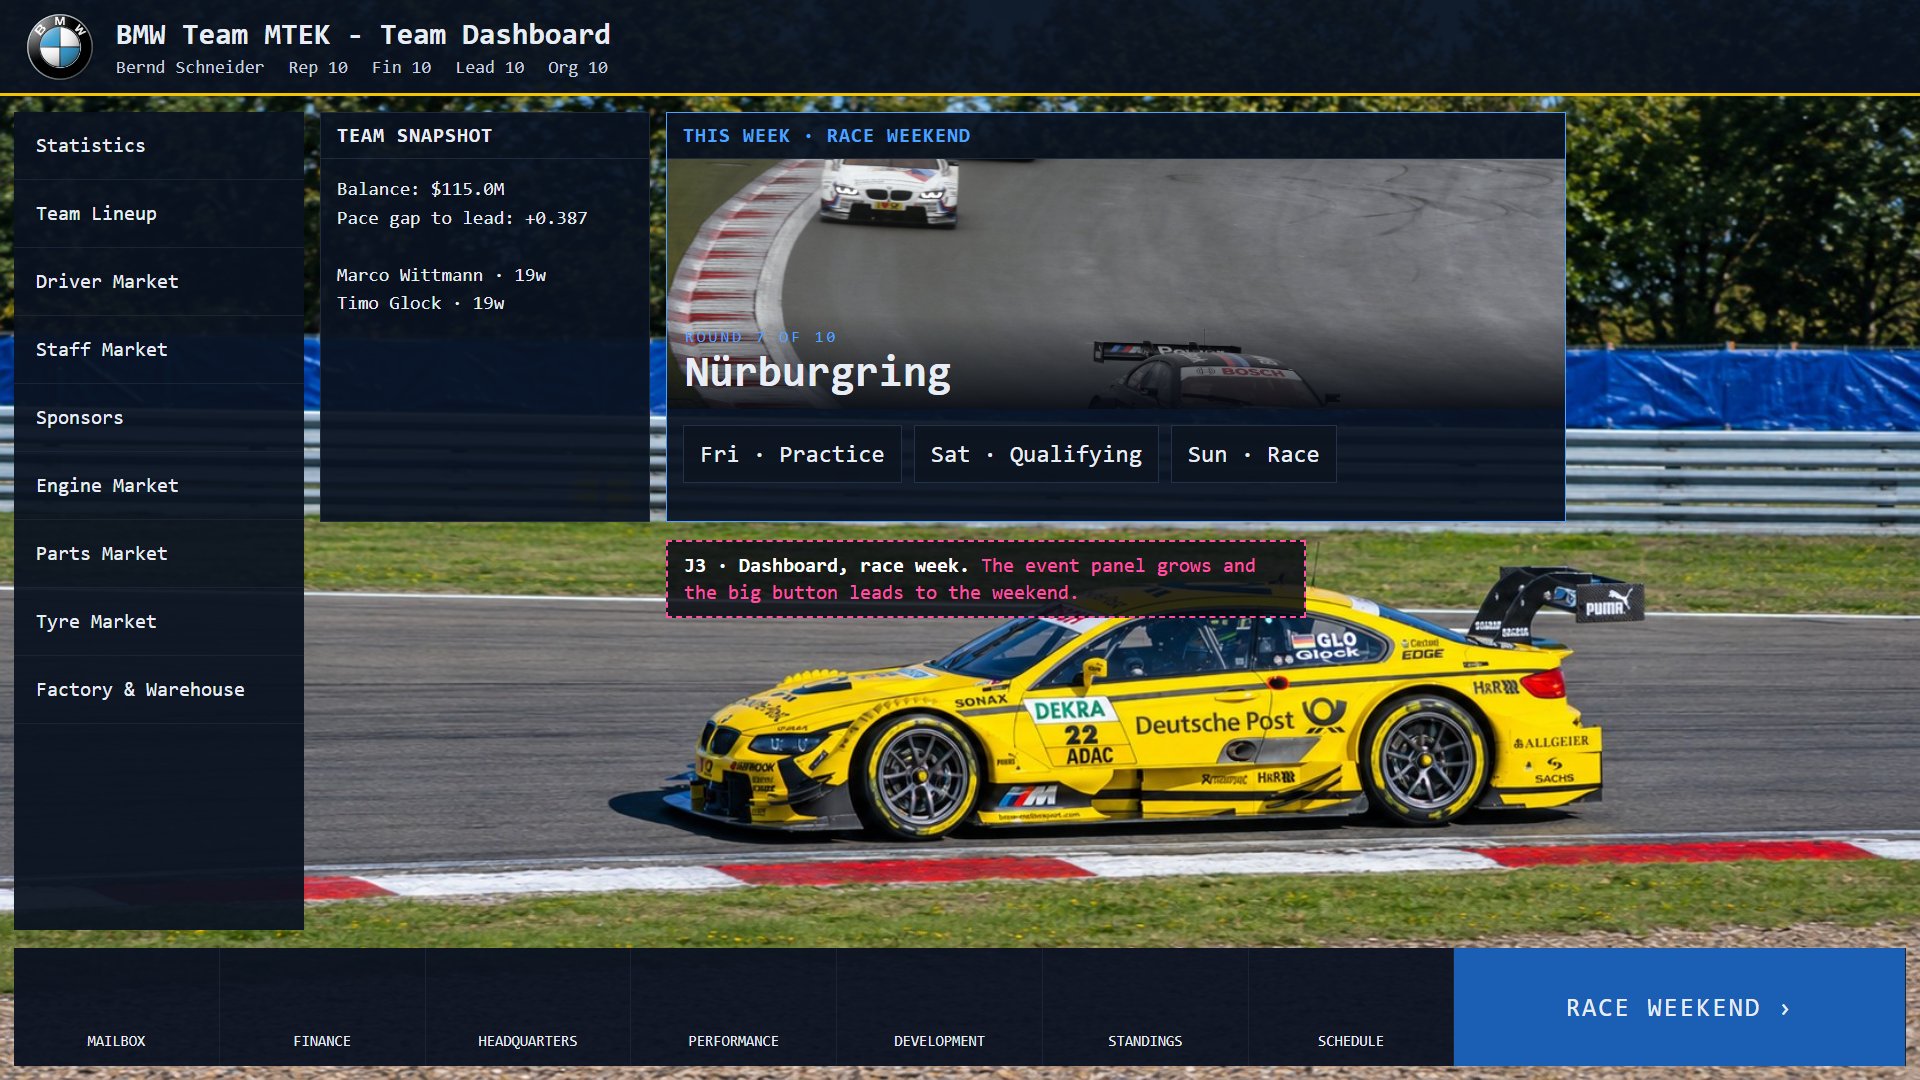 BMW
BMW Team MTEK - Team Dashboard
Bernd Schneider Rep 10 Fin 10 Lead 10 Org 10
Statistics
Team Lineup
Driver Market
Staff Market
Sponsors
Engine Market
Parts Market
Tyre Market
Factory & Warehouse
TEAM SNAPSHOT
Balance: $115.0M
Pace gap to lead: +0.387
Marco Wittmann · 19w
Timo Glock · 19w
THIS WEEK · RACE WEEKEND
BOSCH
ROUND 7 OF 10
Nürburgring
Fri · Practice
Sat · Qualifying
Sun · Race
J3 · Dashboard, race week. The event panel grows and
the big button leads to the weekend.
PUMA
GLO
Glock
EDGE
H&R
SONAX
DEKRA
22
ADAC
Deutsche Post
ALLGEIER
SACHS
H&R
M
MAILBOX
FINANCE
HEADQUARTERS
PERFORMANCE
DEVELOPMENT
STANDINGS
SCHEDULE
RACE WEEKEND ›